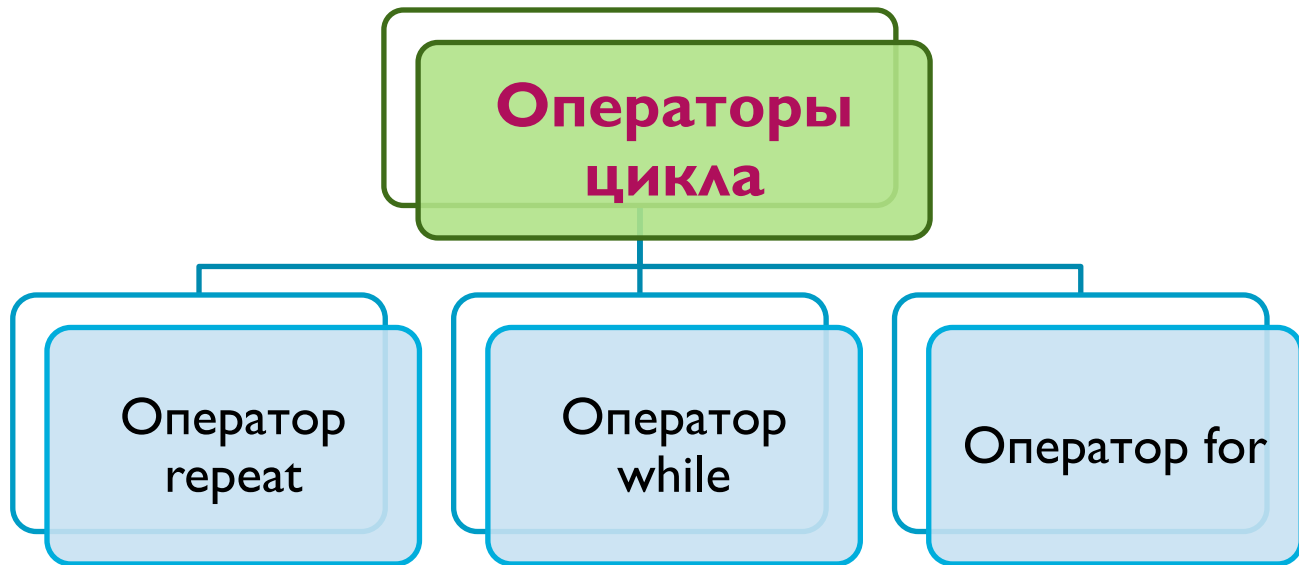 Операторы
цикла
Оператор
repeat
Оператор
while
Оператор for